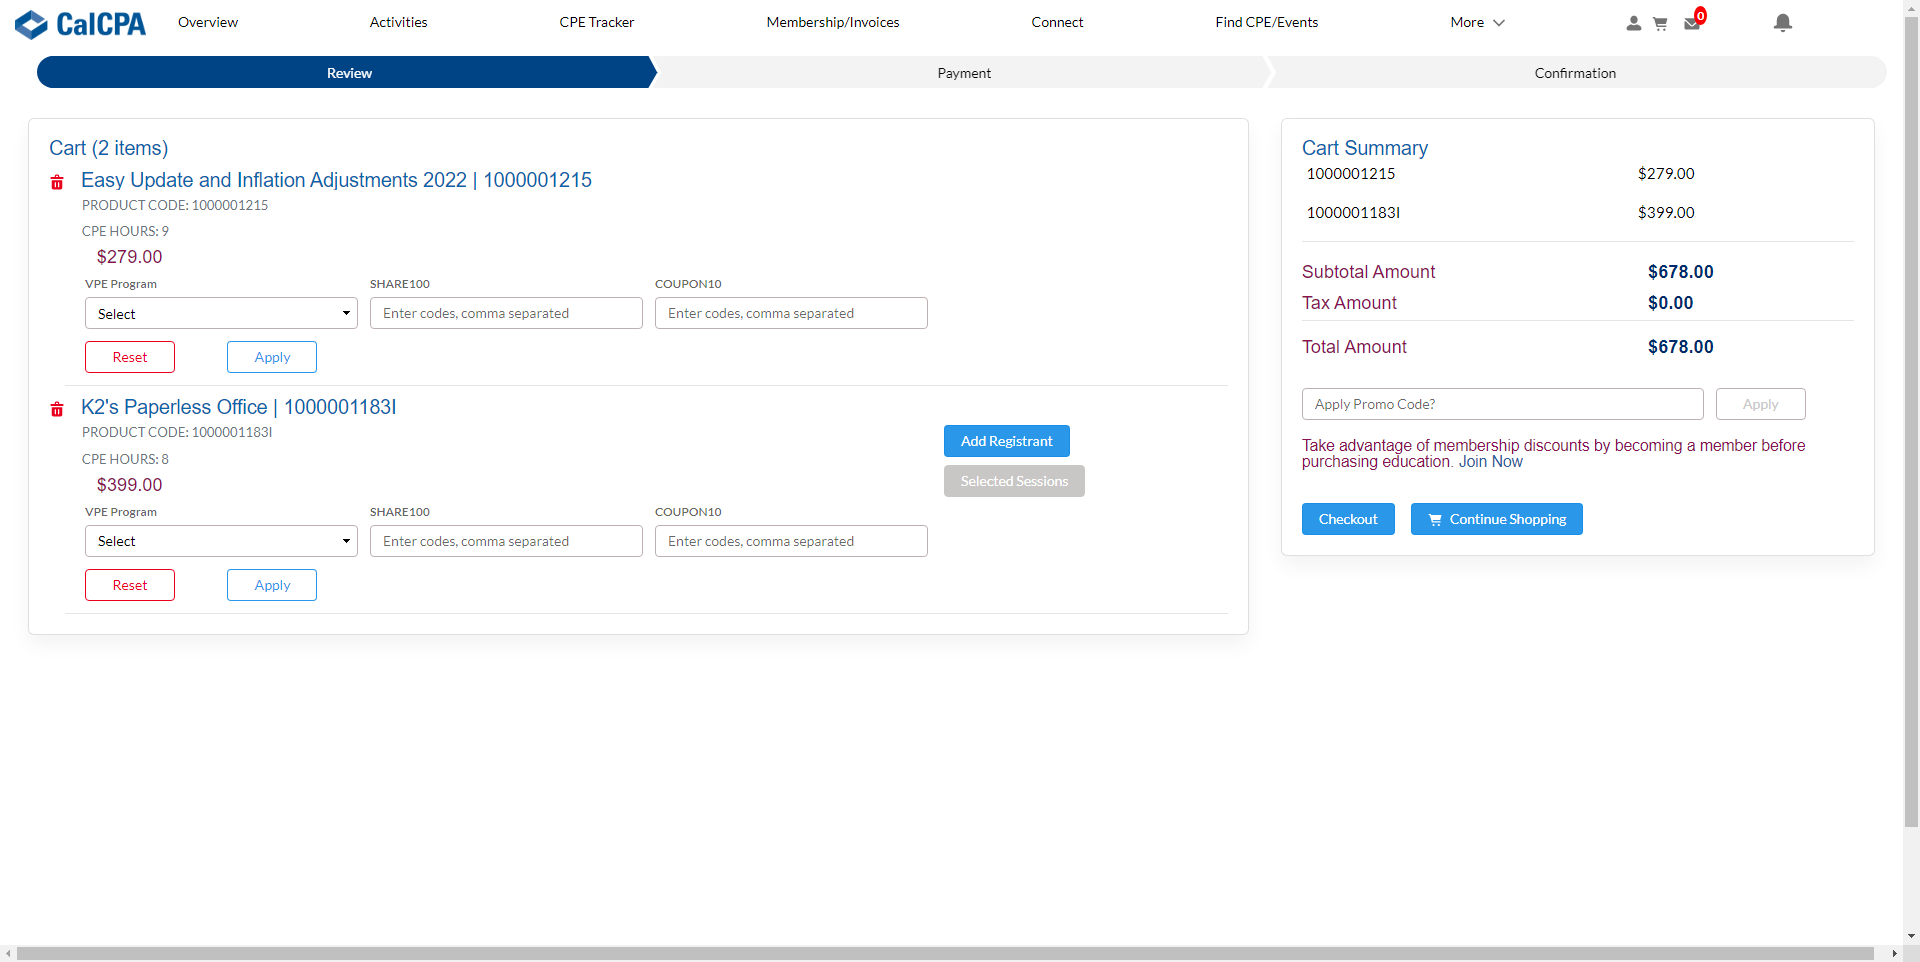 CalCPA
Overview
Activities
CPE Tracker
Membership/Invoices
Connect
Find CPE/Events
More
0
Review
Payment
Confirmation
Cart (2 items)
Easy Update and Inflation Adjustments 2022 | 1000001215
PRODUCT CODE: 1000001215
CPE HOURS: 9
$279.00
VPE Program
SHARE100
COUPON10
Select
Enter codes, comma separated
Enter codes, comma separated
Reset
Apply
K2's Paperless Office | 1000001183I
PRODUCT CODE: 1000001183I
CPE HOURS: 8
$399.00
Add Registrant
Selected Sessions
VPE Program
SHARE100
COUPON10
Select
Enter codes, comma separated
Enter codes, comma separated
Reset
Apply
Cart Summary
1000001215 $279.00
1000001183I $399.00
Subtotal Amount $678.00
Tax Amount $0.00
Total Amount $678.00
Apply Promo Code?
Apply
Take advantage of membership discounts by becoming a member before
purchasing education. Join Now
Checkout
Continue Shopping